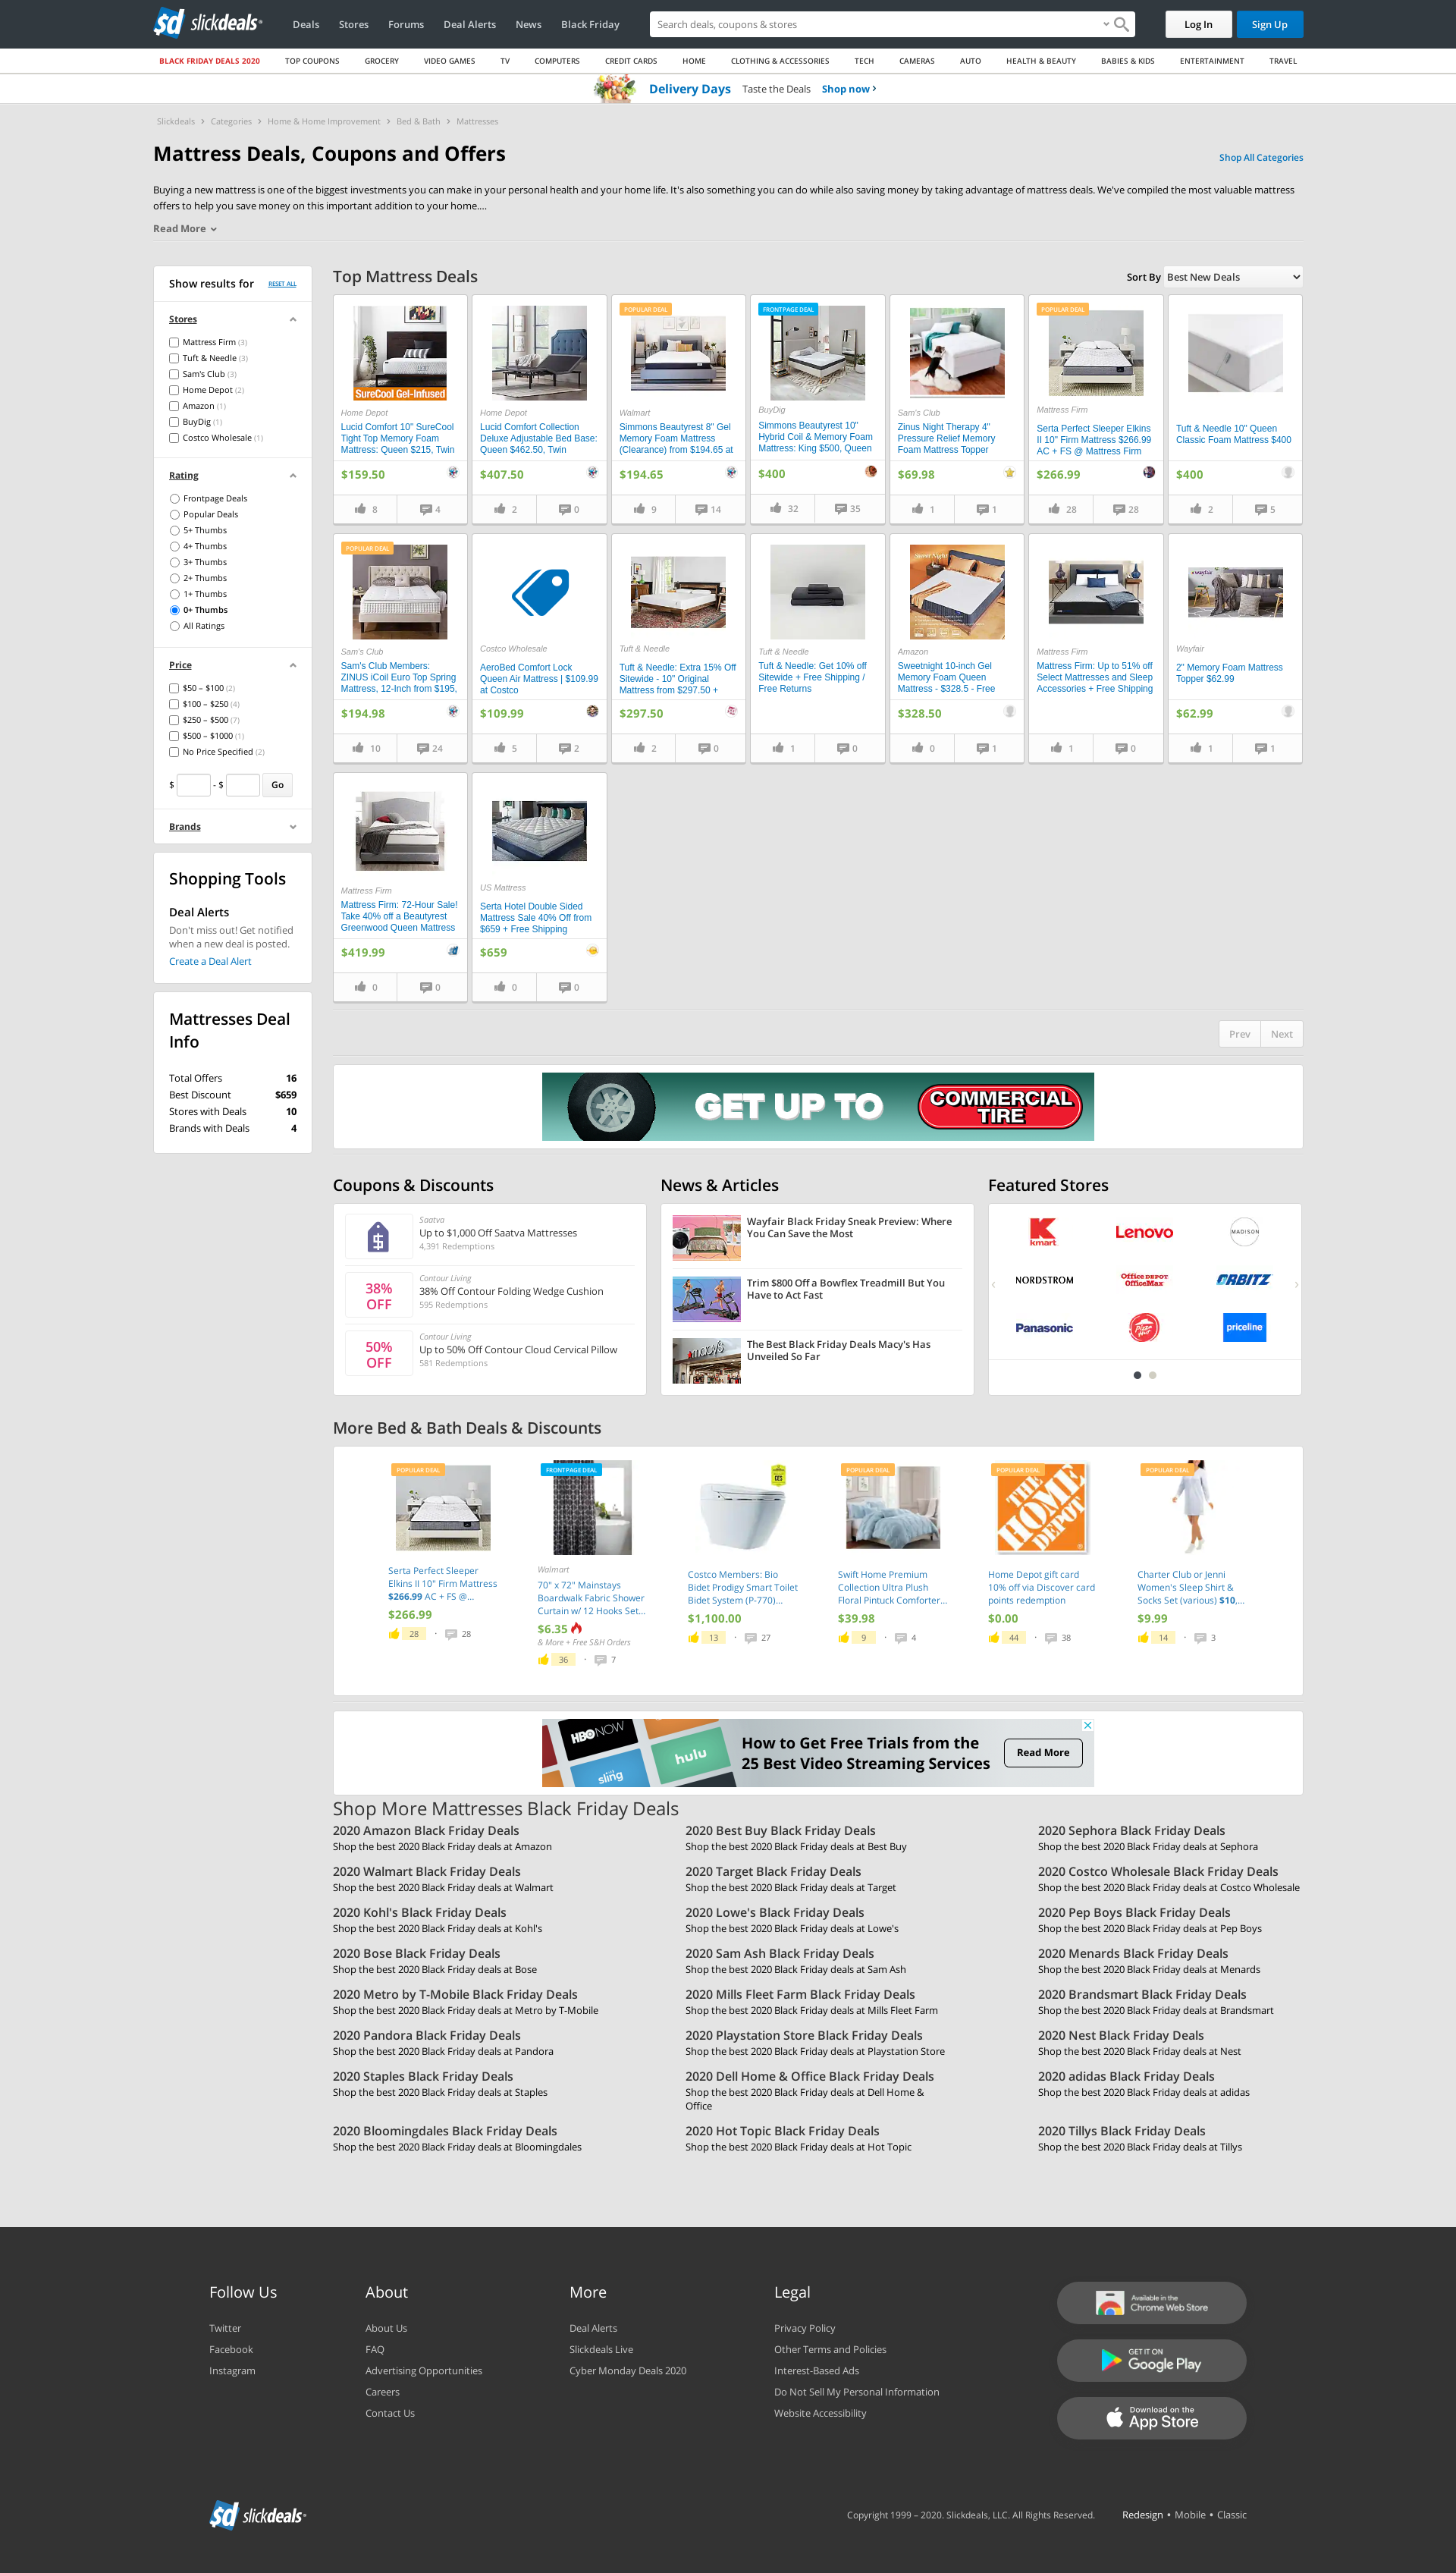 slickdeals
Deals Stores Forums Deal Alerts News Black Friday
Search deals, coupons & stores
Log In Sign Up
BLACK FRIDAY DEALS 2020 TOP COUPONS GROCERY VIDEO GAMES TV COMPUTERS CREDIT CARDS HOME CLOTHING & ACCESSORIES TECH CAMERAS AUTO HEALTH & BEAUTY BABIES & KIDS ENTERTAINMENT TRAVEL
Delivery Days Taste the Deals Shop now ›
Slickdeals › Categories › Home & Home Improvement › Bed & Bath › Mattresses
Mattress Deals, Coupons and Offers
Shop All Categories
Buying a new mattress is one of the biggest investments you can make in your personal health and your home life. It's also something you can do while also saving money by taking advantage of mattress deals. We've compiled the most valuable mattress
offers to help you save money on this important addition to your home....
Read More
Show results for RESET ALL
Stores
Mattress Firm (3)
Tuft & Needle (3)
Sam's Club (3)
Home Depot (2)
Amazon (1)
BuyDig (1)
Costco Wholesale (1)
Rating
Frontpage Deals
Popular Deals
5+ Thumbs
4+ Thumbs
3+ Thumbs
2+ Thumbs
1+ Thumbs
0+ Thumbs
All Ratings
Price
$50 – $100 (2)
$100 – $250 (4)
$250 – $500 (7)
$500 – $1000 (1)
No Price Specified (2)
$ - $ Go
Brands
Shopping Tools
Deal Alerts
Don't miss out! Get notified
when a new deal is posted.
Create a Deal Alert
Mattresses Deal
Info
Total Offers 16
Best Discount $659
Stores with Deals 10
Brands with Deals 4
Top Mattress Deals
Sort By Best New Deals
SureCool Gel-Infused
Home Depot
Lucid Comfort 10" SureCool
Tight Top Memory Foam
Mattress: Queen $215, Twin
$159.50
8 4
Home Depot
Lucid Comfort Collection
Deluxe Adjustable Bed Base:
Queen $462.50, Twin
$407.50
2 0
POPULAR DEAL
Walmart
Simmons Beautyrest 8" Gel
Memory Foam Mattress
(Clearance) from $194.65 at
$194.65
9 14
FRONTPAGE DEAL
BuyDig
Simmons Beautyrest 10"
Hybrid Coil & Memory Foam
Mattress: King $500, Queen
$400
32 35
Sam's Club
Zinus Night Therapy 4"
Pressure Relief Memory
Foam Mattress Topper
$69.98
1 1
POPULAR DEAL
Mattress Firm
Serta Perfect Sleeper Elkins
II 10" Firm Mattress $266.99
AC + FS @ Mattress Firm
$266.99
28 28
Tuft & Needle 10" Queen
Classic Foam Mattress $400
$400
2 5
POPULAR DEAL
Sam's Club
Sam's Club Members:
ZINUS iCoil Euro Top Spring
Mattress, 12-Inch from $195,
$194.98
10 24
Costco Wholesale
AeroBed Comfort Lock
Queen Air Mattress | $109.99
at Costco
$109.99
5 2
Tuft & Needle
Tuft & Needle: Extra 15% Off
Sitewide - 10" Original
Mattress from $297.50 +
$297.50
2 0
Tuft & Needle
Tuft & Needle: Get 10% off
Sitewide + Free Shipping /
Free Returns
1 0
Sweet Night
Amazon
Sweetnight 10-inch Gel
Memory Foam Queen
Mattress - $328.5 - Free
$328.50
0 1
Mattress Firm
Mattress Firm: Up to 51% off
Select Mattresses and Sleep
Accessories + Free Shipping
1 0
wayfair
Wayfair
2" Memory Foam Mattress
Topper $62.99
$62.99
1 1
Mattress Firm
Mattress Firm: 72-Hour Sale!
Take 40% off a Beautyrest
Greenwood Queen Mattress
$419.99
0 0
US Mattress
Serta Hotel Double Sided
Mattress Sale 40% Off from
$659 + Free Shipping
$659
0 0
Prev Next
GET UP TO COMMERCIAL TIRE
Coupons & Discounts
Saatva
Up to $1,000 Off Saatva Mattresses
4,391 Redemptions
38% OFF
Contour Living
38% Off Contour Folding Wedge Cushion
595 Redemptions
50% OFF
Contour Living
Up to 50% Off Contour Cloud Cervical Pillow
581 Redemptions
News & Articles
Wayfair Black Friday Sneak Preview: Where
You Can Save the Most
Trim $800 Off a Bowflex Treadmill But You
Have to Act Fast
macy's
The Best Black Friday Deals Macy's Has
Unveiled So Far
Featured Stores
kmart Lenovo MADISON
NORDSTROM Office DEPOT OfficeMax ORBITZ
Panasonic Pizza Hut priceline
More Bed & Bath Deals & Discounts
POPULAR DEAL
Serta Perfect Sleeper
Elkins II 10" Firm Mattress
$266.99 AC + FS @...
$266.99
28 · 28
FRONTPAGE DEAL
Walmart
70" x 72" Mainstays
Boardwalk Fabric Shower
Curtain w/ 12 Hooks Set...
$6.35
& More + Free S&H Orders
36 · 7
Costco Members: Bio
Bidet Prodigy Smart Toilet
Bidet System (P-770)...
$1,100.00
13 · 27
POPULAR DEAL
Swift Home Premium
Collection Ultra Plush
Floral Pintuck Comforter...
$39.98
9 · 4
POPULAR DEAL
THE HOME DEPOT
Home Depot gift card
10% off via Discover card
points redemption
$0.00
44 · 38
POPULAR DEAL
Charter Club or Jenni
Women's Sleep Shirt &
Socks Set (various) $10,...
$9.99
14 · 3
HBO NOW hulu sling
How to Get Free Trials from the
25 Best Video Streaming Services
Read More
Shop More Mattresses Black Friday Deals
2020 Amazon Black Friday Deals
Shop the best 2020 Black Friday deals at Amazon
2020 Best Buy Black Friday Deals
Shop the best 2020 Black Friday deals at Best Buy
2020 Sephora Black Friday Deals
Shop the best 2020 Black Friday deals at Sephora
2020 Walmart Black Friday Deals
Shop the best 2020 Black Friday deals at Walmart
2020 Target Black Friday Deals
Shop the best 2020 Black Friday deals at Target
2020 Costco Wholesale Black Friday Deals
Shop the best 2020 Black Friday deals at Costco Wholesale
2020 Kohl's Black Friday Deals
Shop the best 2020 Black Friday deals at Kohl's
2020 Lowe's Black Friday Deals
Shop the best 2020 Black Friday deals at Lowe's
2020 Pep Boys Black Friday Deals
Shop the best 2020 Black Friday deals at Pep Boys
2020 Bose Black Friday Deals
Shop the best 2020 Black Friday deals at Bose
2020 Sam Ash Black Friday Deals
Shop the best 2020 Black Friday deals at Sam Ash
2020 Menards Black Friday Deals
Shop the best 2020 Black Friday deals at Menards
2020 Metro by T-Mobile Black Friday Deals
Shop the best 2020 Black Friday deals at Metro by T-Mobile
2020 Mills Fleet Farm Black Friday Deals
Shop the best 2020 Black Friday deals at Mills Fleet Farm
2020 Brandsmart Black Friday Deals
Shop the best 2020 Black Friday deals at Brandsmart
2020 Pandora Black Friday Deals
Shop the best 2020 Black Friday deals at Pandora
2020 Playstation Store Black Friday Deals
Shop the best 2020 Black Friday deals at Playstation Store
2020 Nest Black Friday Deals
Shop the best 2020 Black Friday deals at Nest
2020 Staples Black Friday Deals
Shop the best 2020 Black Friday deals at Staples
2020 Dell Home & Office Black Friday Deals
Shop the best 2020 Black Friday deals at Dell Home &
Office
2020 adidas Black Friday Deals
Shop the best 2020 Black Friday deals at adidas
2020 Bloomingdales Black Friday Deals
Shop the best 2020 Black Friday deals at Bloomingdales
2020 Hot Topic Black Friday Deals
Shop the best 2020 Black Friday deals at Hot Topic
2020 Tillys Black Friday Deals
Shop the best 2020 Black Friday deals at Tillys
Follow Us
Twitter
Facebook
Instagram
About
About Us
FAQ
Advertising Opportunities
Careers
Contact Us
More
Deal Alerts
Slickdeals Live
Cyber Monday Deals 2020
Legal
Privacy Policy
Other Terms and Policies
Interest-Based Ads
Do Not Sell My Personal Information
Website Accessibility
Available in the
Chrome Web Store
GET IT ON
Google Play
Download on the
App Store
slickdeals
Copyright 1999 – 2020. Slickdeals, LLC. All Rights Reserved. Redesign • Mobile • Classic